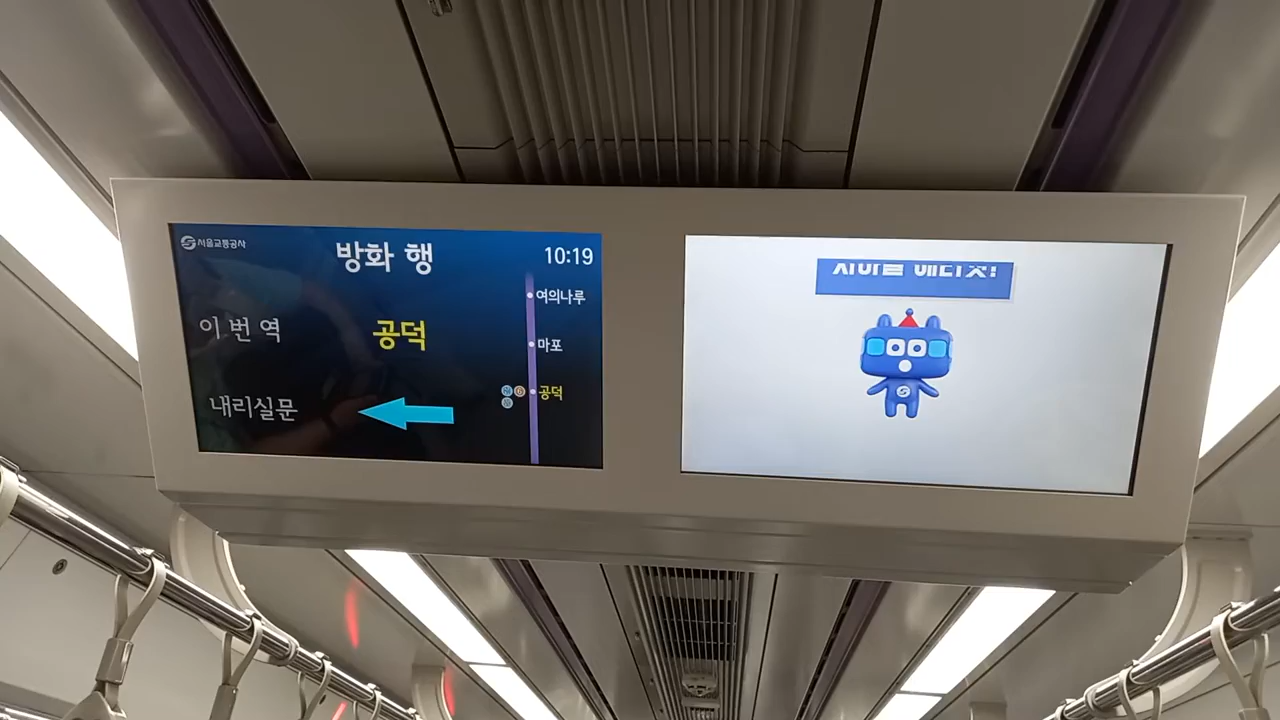 서울교통공사
방화 행
10:19
여의나루
이번역
공덕
마포
6
공덕
내리실문